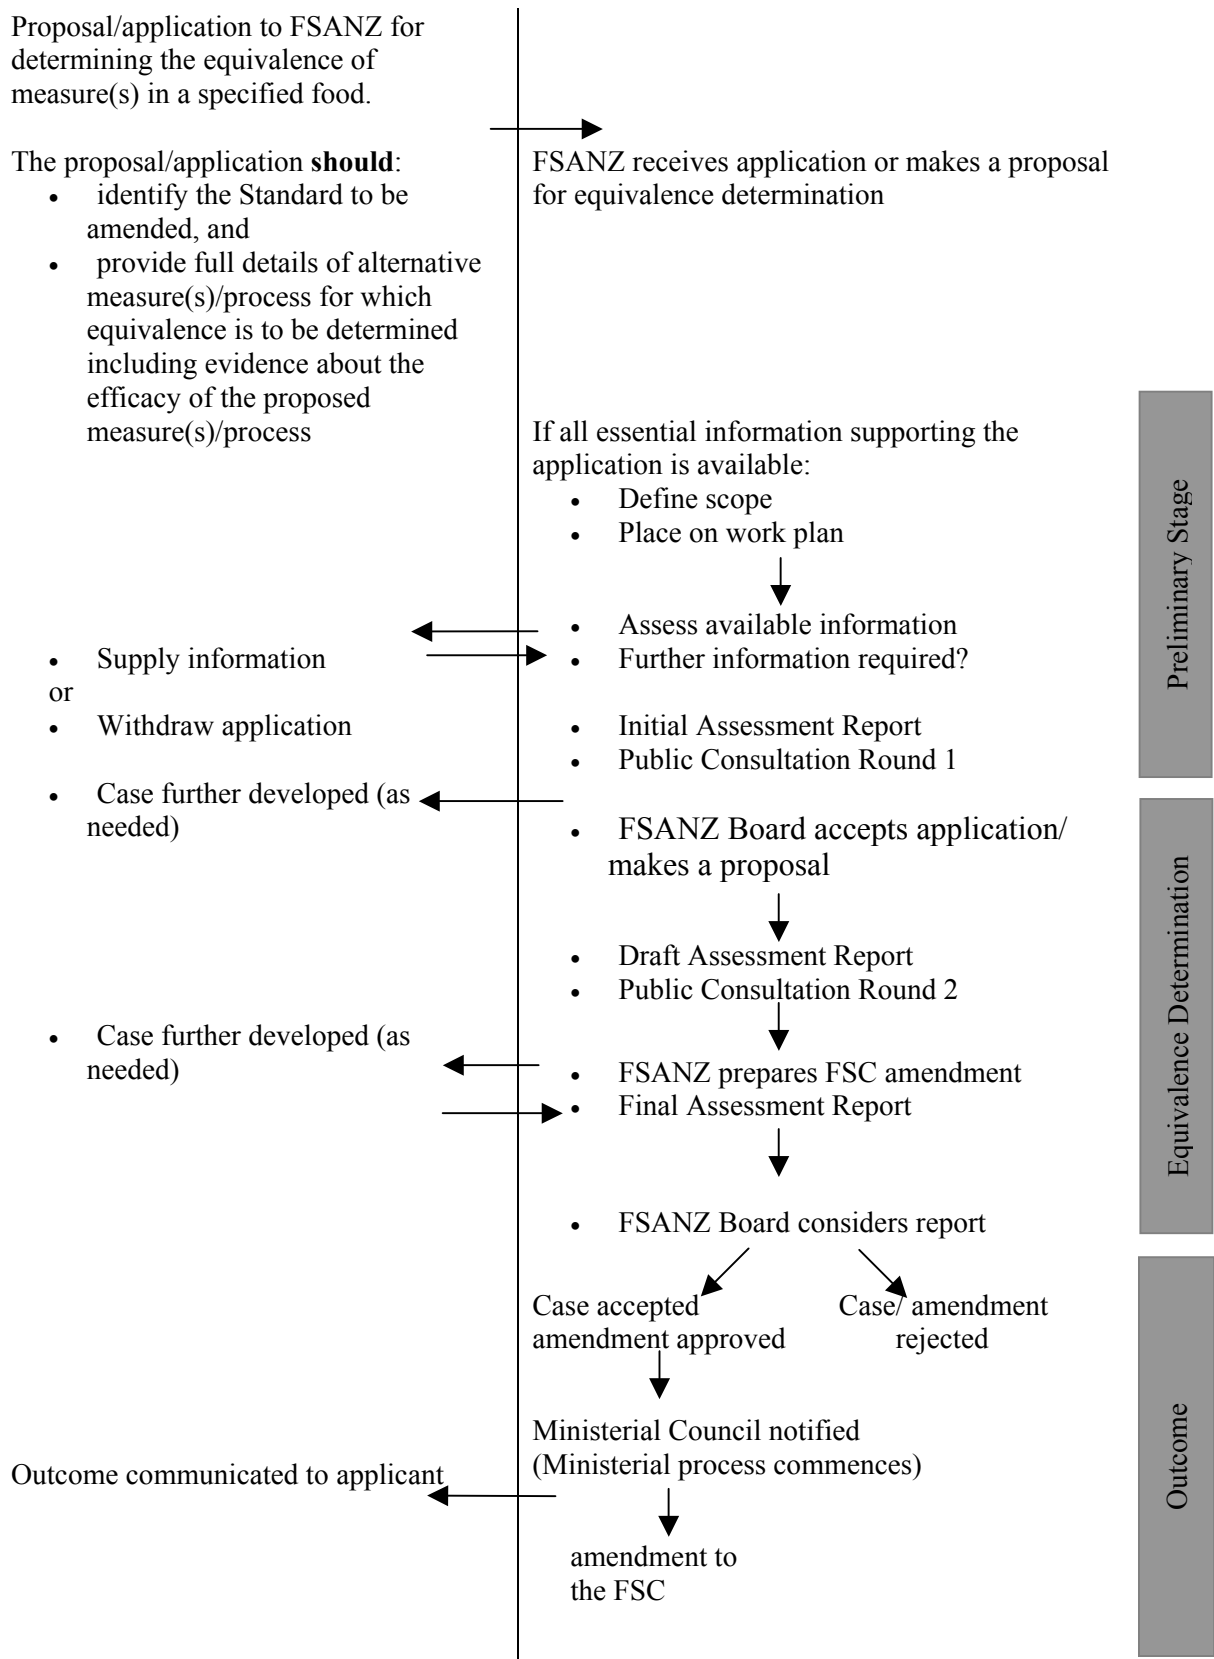 Proposal/application to FSANZ for
determining the equivalence of
measure(s) in a specified food.
The proposal/application should:
• identify the Standard to be
amended, and
• provide full details of alternative
measure(s)/process for which
equivalence is to be determined
including evidence about the
efficacy of the proposed
measure(s)/process
FSANZ receives application or makes a proposal
for equivalence determination
If all essential information supporting the
application is available:
• Define scope
• Place on work plan
• Assess available information
• Further information required?
• Supply information
or
• Withdraw application
• Initial Assessment Report
• Public Consultation Round 1
Preliminary Stage
• Case further developed (as
needed)
• FSANZ Board accepts application/
makes a proposal
• Draft Assessment Report
• Public Consultation Round 2
• Case further developed (as
needed)
• FSANZ prepares FSC amendment
• Final Assessment Report
• FSANZ Board considers report
Equivalence Determination
Case accepted
amendment approved
Case/ amendment
rejected
Ministerial Council notified
(Ministerial process commences)
Outcome communicated to applicant
amendment to
the FSC
Outcome